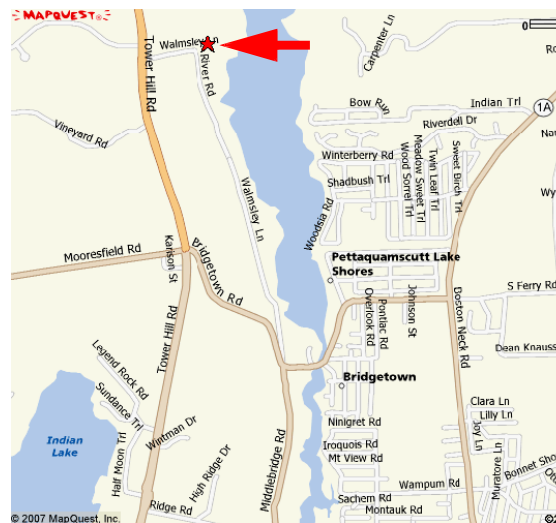 MAPQUEST
Walmsley Ln
River Rd
Tower Hill Rd
Carpenter Ln
0
Bow Run
Indian Trl
1A
Riverdell Dr
Vineyard Rd
Winterberry Rd
Meadow Sweet Trl
Wood Sorrel Trl
Twin Leaf Trl
Sweet Birch Trl
Shadbush Trl
Walmsley Ln
Woodsia Rd
Mooresfield Rd
Karison St
Bridgetown Rd
Pettaquamscutt Lake
Shores
S Ferry Rd
Overlook Rd
Pontiac Rd
Johnson St
Boston Neck Rd
Dean Knauss
Tower Hill Rd
Legend Rock Rd
Sundance Trl
Bridgetown
Clara Ln
Lilly Ln
Indian
Lake
Wintman Dr
Half Moon Trl
High Ridge Dr
Middlebridge Rd
Ninigret Rd
Iroquois Rd
Mt View Rd
Joy Ln
Muratore Ln
Bonnet Sho
Wampum Rd
Sachem Rd
Montauk Rd
Ridge Rd
© 2007 MapQuest, Inc.